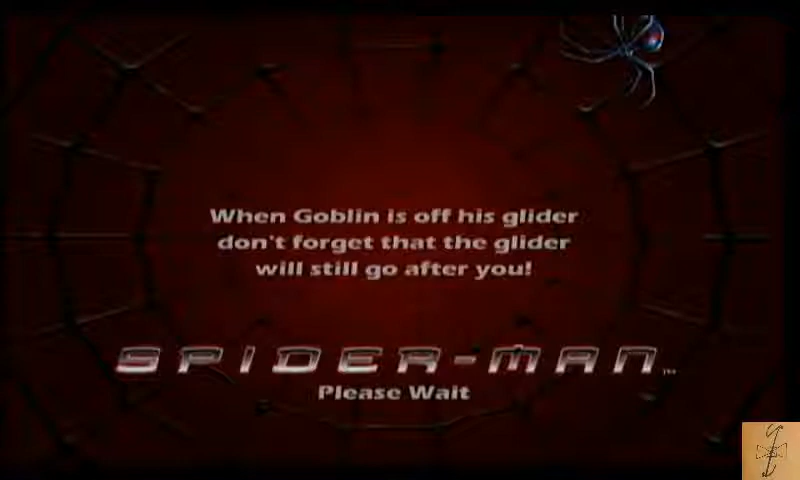 When Goblin is off his glider
don't forget that the glider
will still go after you!
SPIDER-MAN™
Please Wait